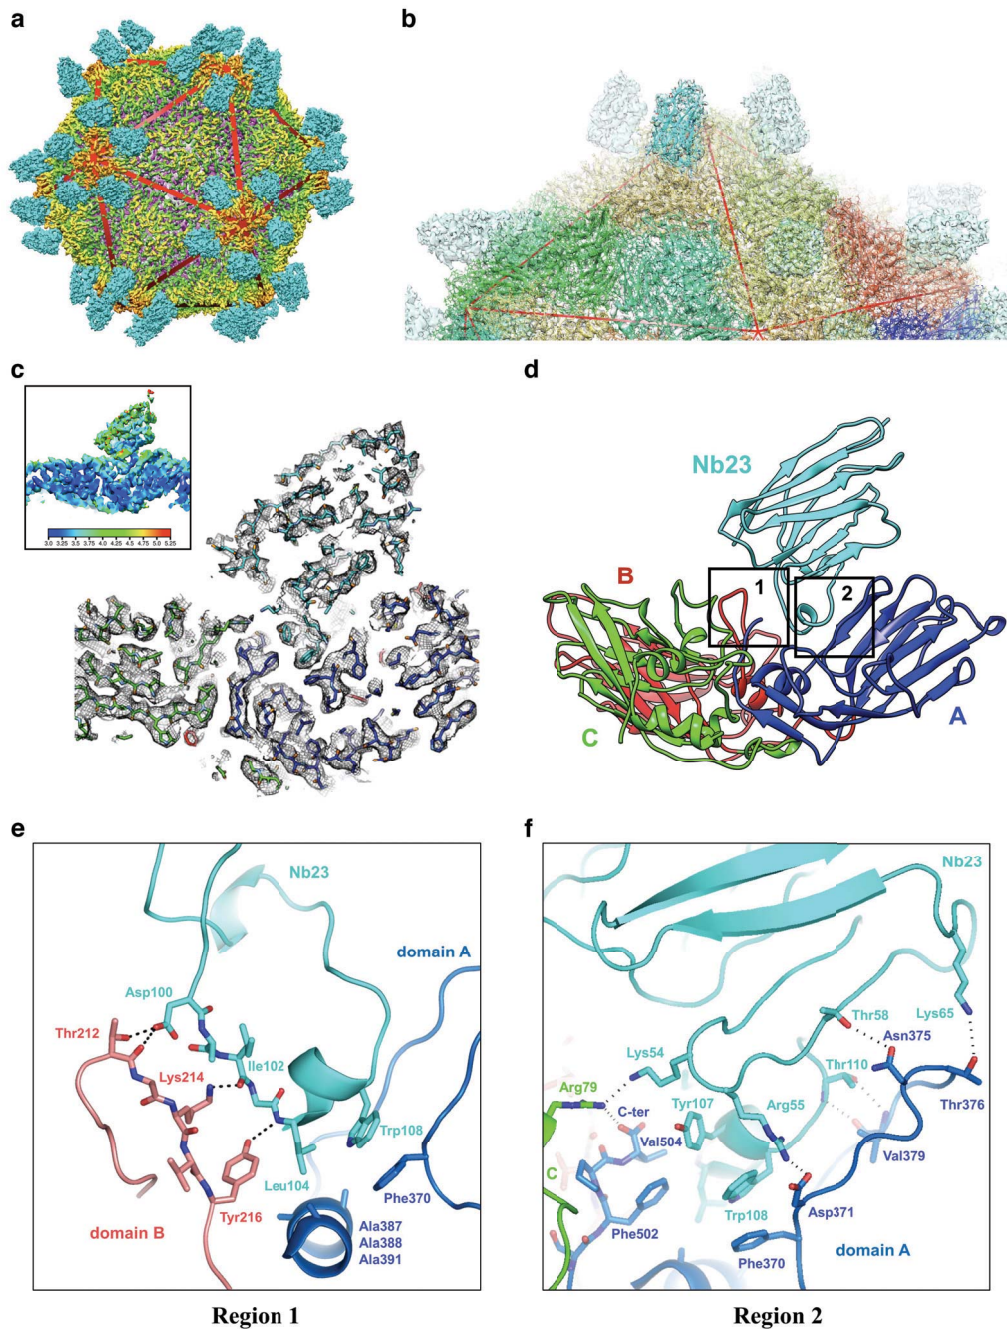 a
b
c
3.0 3.25 3.5 3.75 4.0 4.25 4.5 4.75 5.0 5.25
d
Nb23
B
1
2
C
A
e
Nb23
domain A
Asp100
Thr212
Ile102
Lys214
Trp108
Leu104
Phe370
Tyr216
domain B
Ala387
Ala388
Ala391
Region 1
f
Nb23
Thr58
Lys65
Asn375
Lys54
Arg79
Thr110
C-ter
Tyr107
Arg55
Thr376
Val504
Val379
C
Trp108
Asp371
Phe502
Phe370
domain A
Region 2